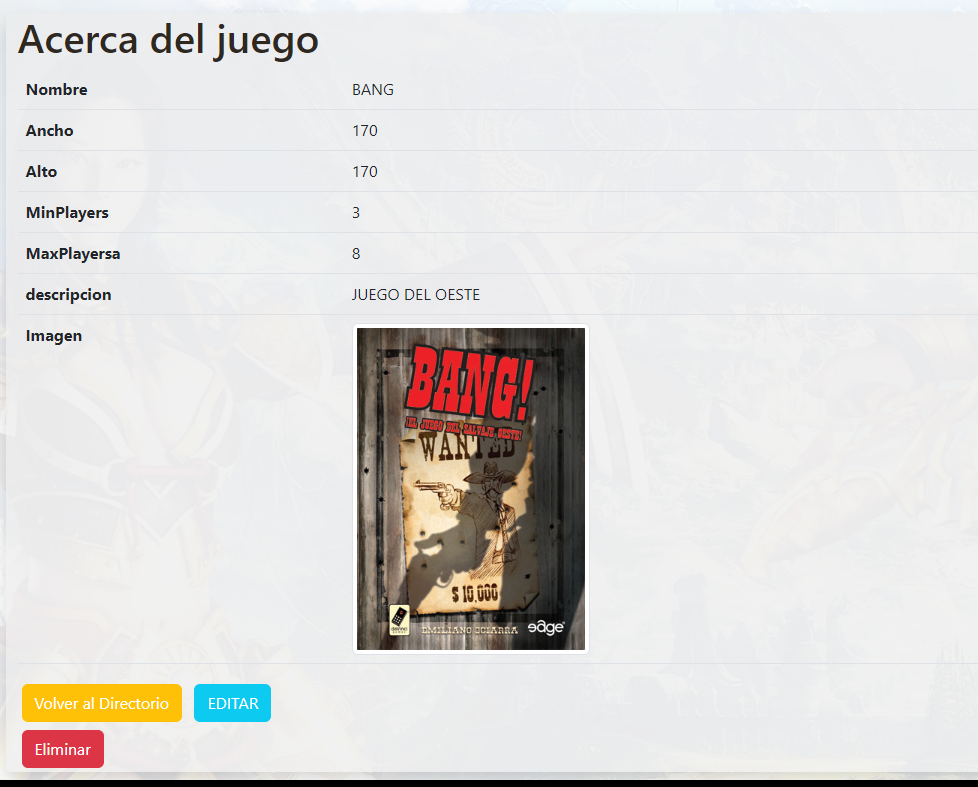 Acerca del juego
Nombre BANG
Ancho 170
Alto 170
MinPlayers 3
MaxPlayersa 8
descripcion JUEGO DEL OESTE
Imagen
BANG!
¡EL JUEGO DEL SALVAJE OESTE!
WANTED
$ 10,000
EMILIANO SCIARRA
edge
Volver al Directorio EDITAR
Eliminar